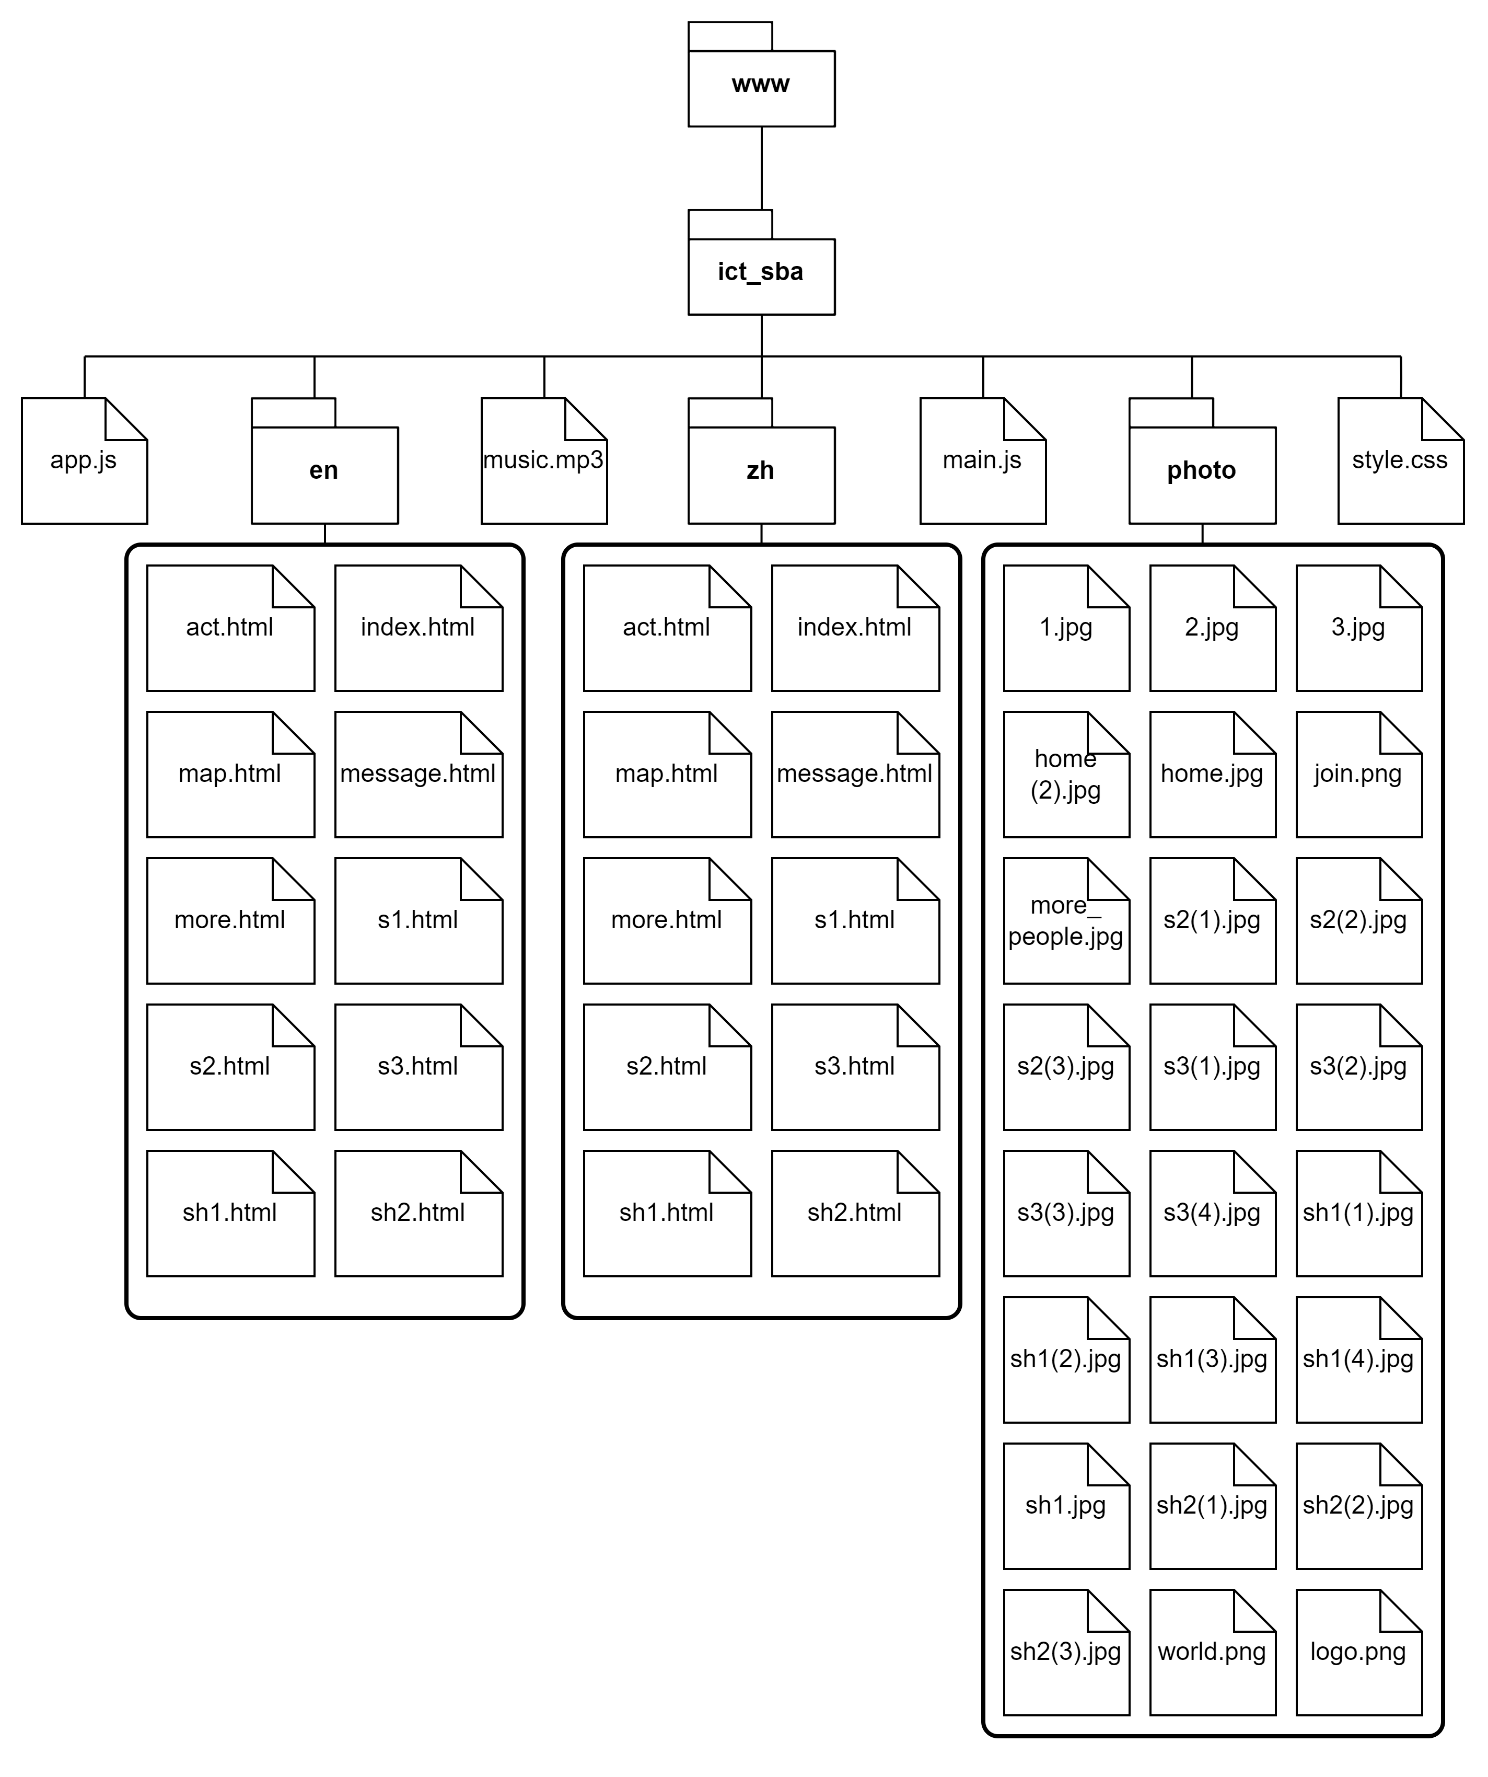 www
ict_sba
app.js
en
music.mp3
zh
main.js
photo
style.css
act.html
index.html
map.html
message.html
more.html
s1.html
s2.html
s3.html
sh1.html
sh2.html
act.html
index.html
map.html
message.html
more.html
s1.html
s2.html
s3.html
sh1.html
sh2.html
1.jpg
2.jpg
3.jpg
home
(2).jpg
home.jpg
join.png
more_
people.jpg
s2(1).jpg
s2(2).jpg
s2(3).jpg
s3(1).jpg
s3(2).jpg
s3(3).jpg
s3(4).jpg
sh1(1).jpg
sh1(2).jpg
sh1(3).jpg
sh1(4).jpg
sh1.jpg
sh2(1).jpg
sh2(2).jpg
sh2(3).jpg
world.png
logo.png